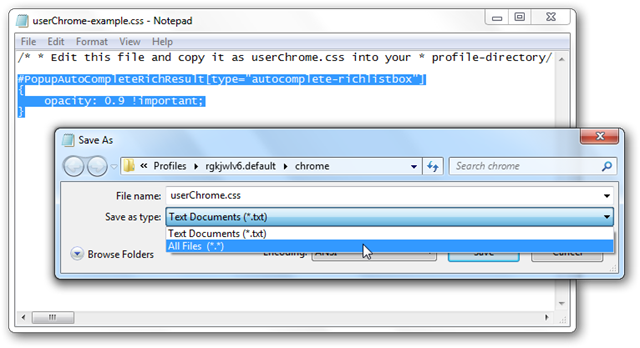 userChrome-example.css - Notepad
File Edit Format View Help
/* * Edit this file and copy it as userChrome.css into your * profile-directory/
#PopupAutoCompleteRichResult[type="autocomplete-richlistbox"]
{
opacity: 0.9 !important;
}
Save As
« Profiles ▸ rgkjwlv6.default ▸ chrome
Search chrome
File name: userChrome.css
Save as type: Text Documents (*.txt)
Text Documents (*.txt)
All Files (*.*)
Browse Folders
Encoding: ANSI
Save
Cancel